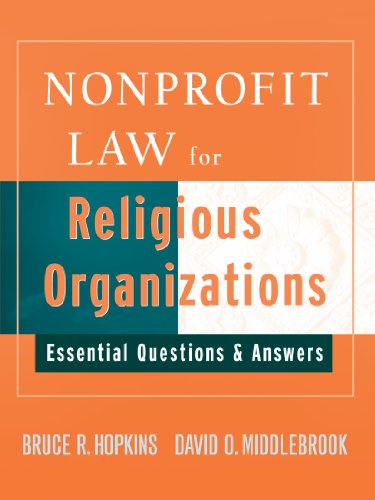 NONPROFIT
LAW for
Religious
Organizations
Essential Questions & Answers
BRUCE R. HOPKINS DAVID O. MIDDLEBROOK